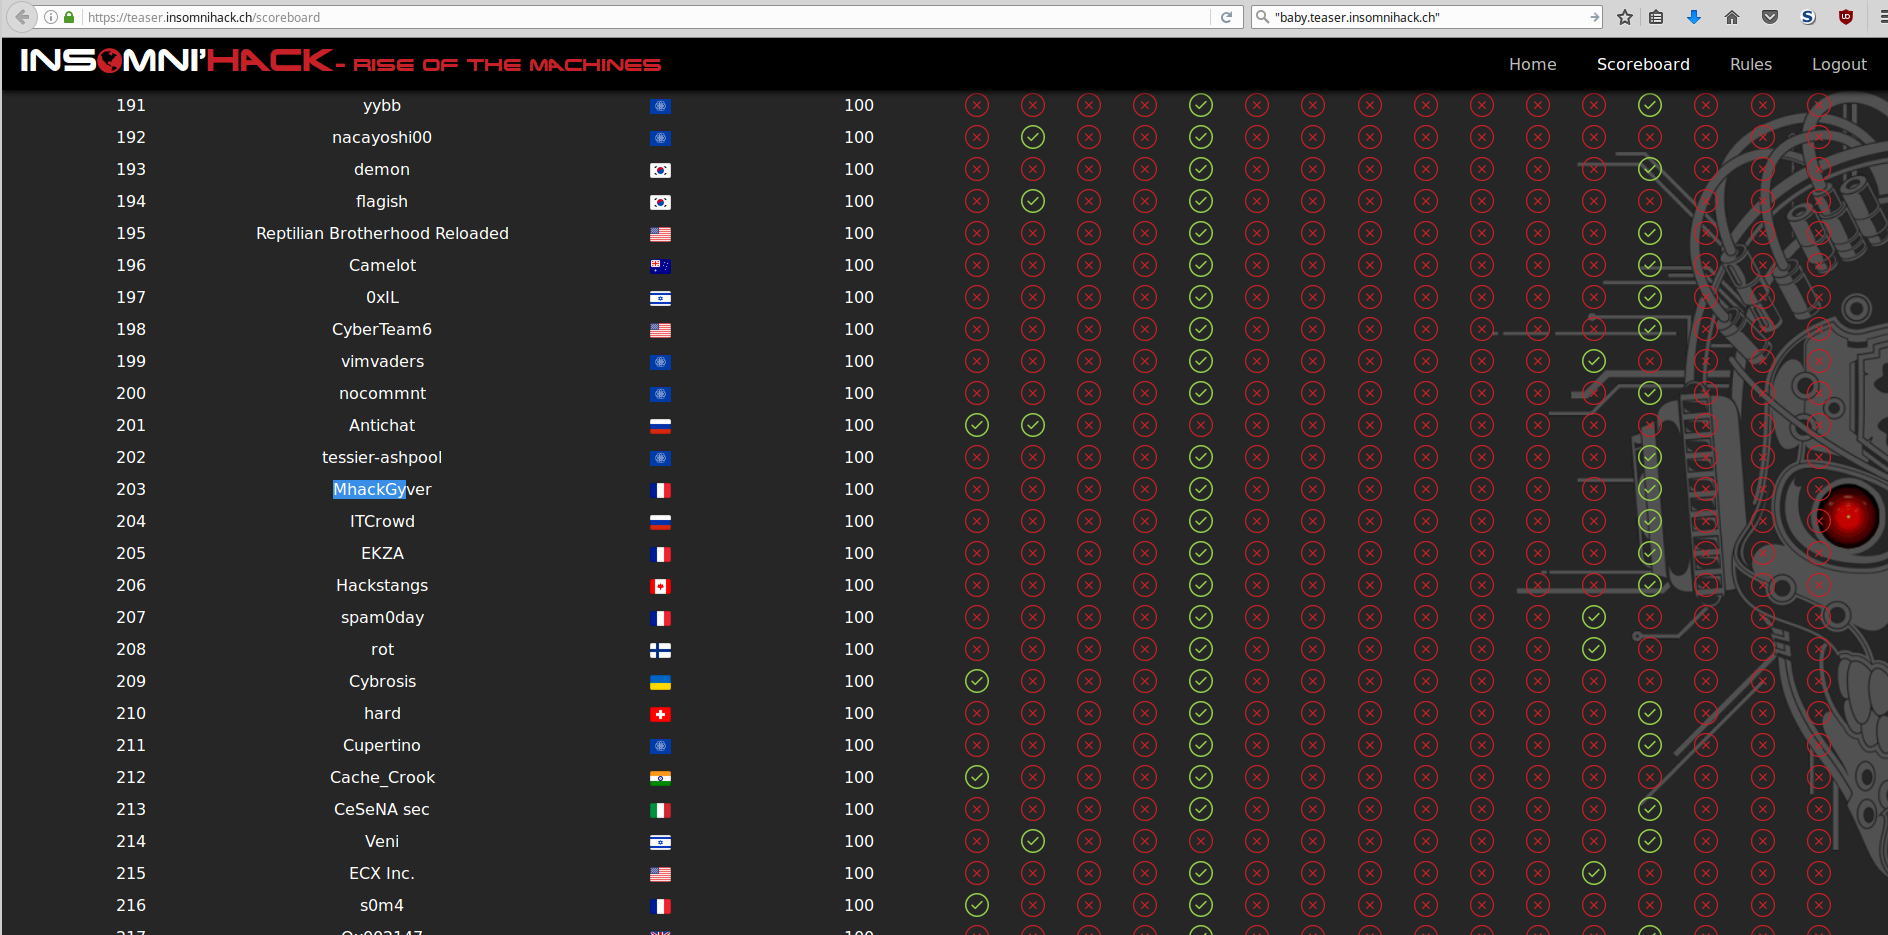 https://teaser.insomnihack.ch/scoreboard "baby.teaser.insomnihack.ch"
INSOMNI'HACK - RISE OF THE MACHINES Home Scoreboard Rules Logout
191 yybb 100
192 nacayoshi00 100
193 demon 100
194 flagish 100
195 Reptilian Brotherhood Reloaded 100
196 Camelot 100
197 0xIL 100
198 CyberTeam6 100
199 vimvaders 100
200 nocommnt 100
201 Antichat 100
202 tessier-ashpool 100
203 MhackGyver 100
204 ITCrowd 100
205 EKZA 100
206 Hackstangs 100
207 spam0day 100
208 rot 100
209 Cybrosis 100
210 hard 100
211 Cupertino 100
212 Cache_Crook 100
213 CeSeNA sec 100
214 Veni 100
215 ECX Inc. 100
216 s0m4 100
217 100